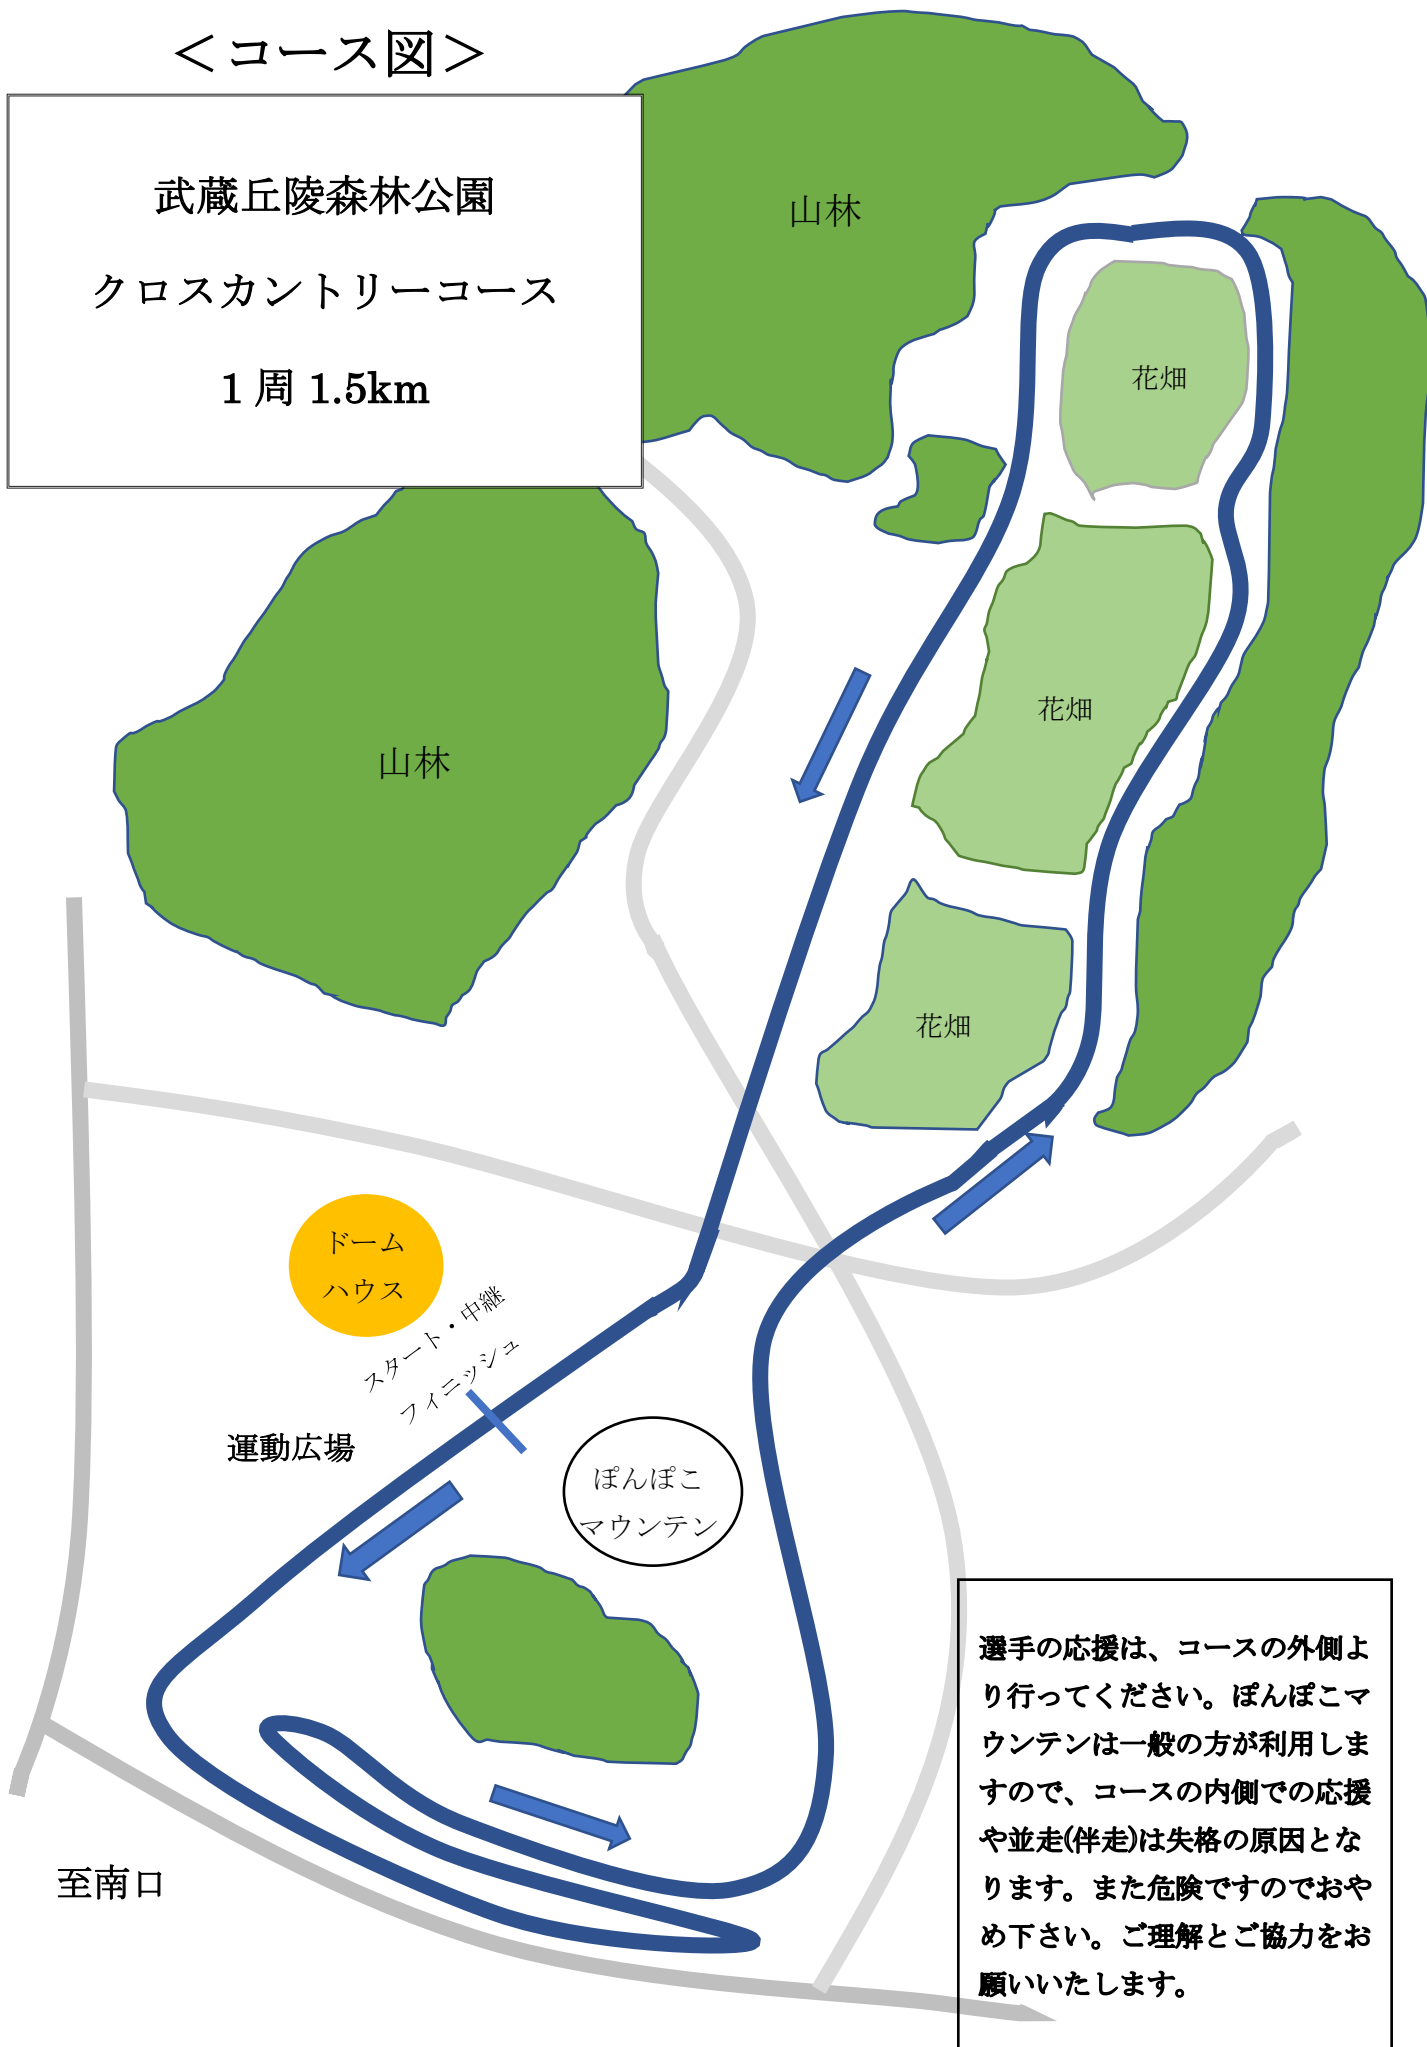 ＜コース図＞
武蔵丘陵森林公園
クロスカントリーコース
1 周 1.5km
山林
花畑
山林
花畑
花畑
ドーム
ハウス
スタート・中継
フィニッシュ
運動広場
ぽんぽこ
マウンテン
至南口
選手の応援は、コースの外側よ
り行ってください。ぽんぽこマ
ウンテンは一般の方が利用しま
すので、コースの内側での応援
や並走(伴走)は失格の原因とな
ります。また危険ですのでおや
め下さい。ご理解とご協力をお
願いいたします。